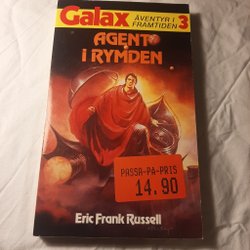 Galax
ÄVENTYR I
FRAMTIDEN
3
AGENT
I RYMDEN
PASSA-PÅ-PRIS
14.90
Eric Frank Russell